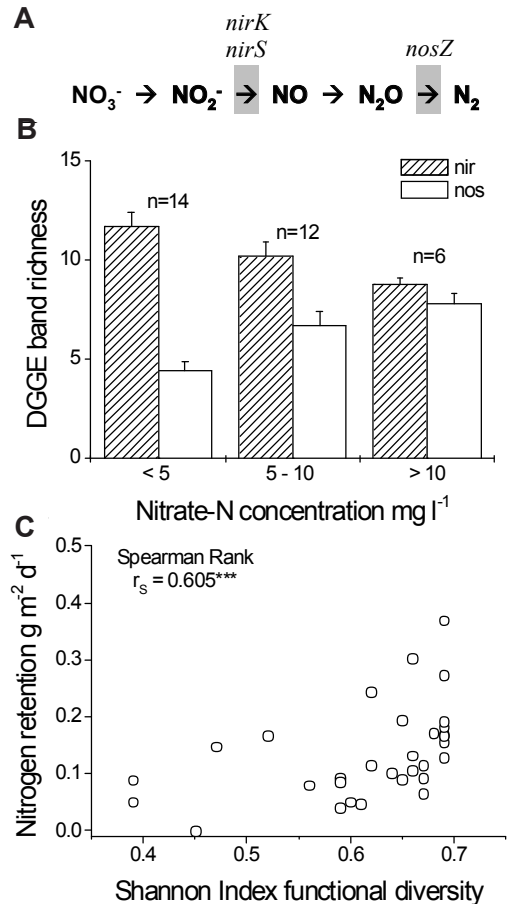 A
nirK
nirS
nosZ
NO₃⁻ → NO₂⁻ → NO → N₂O → N₂
B
15
nir
nos
n=14
n=12
n=6
10
5
0
DGGE band richness
< 5
5 - 10
> 10
Nitrate-N concentration mg l⁻¹
C
0.5
Spearman Rank
rₛ = 0.605***
0.4
0.3
0.2
0.1
0.0
Nitrogen retention g m⁻² d⁻¹
0.4
0.5
0.6
0.7
Shannon Index functional diversity